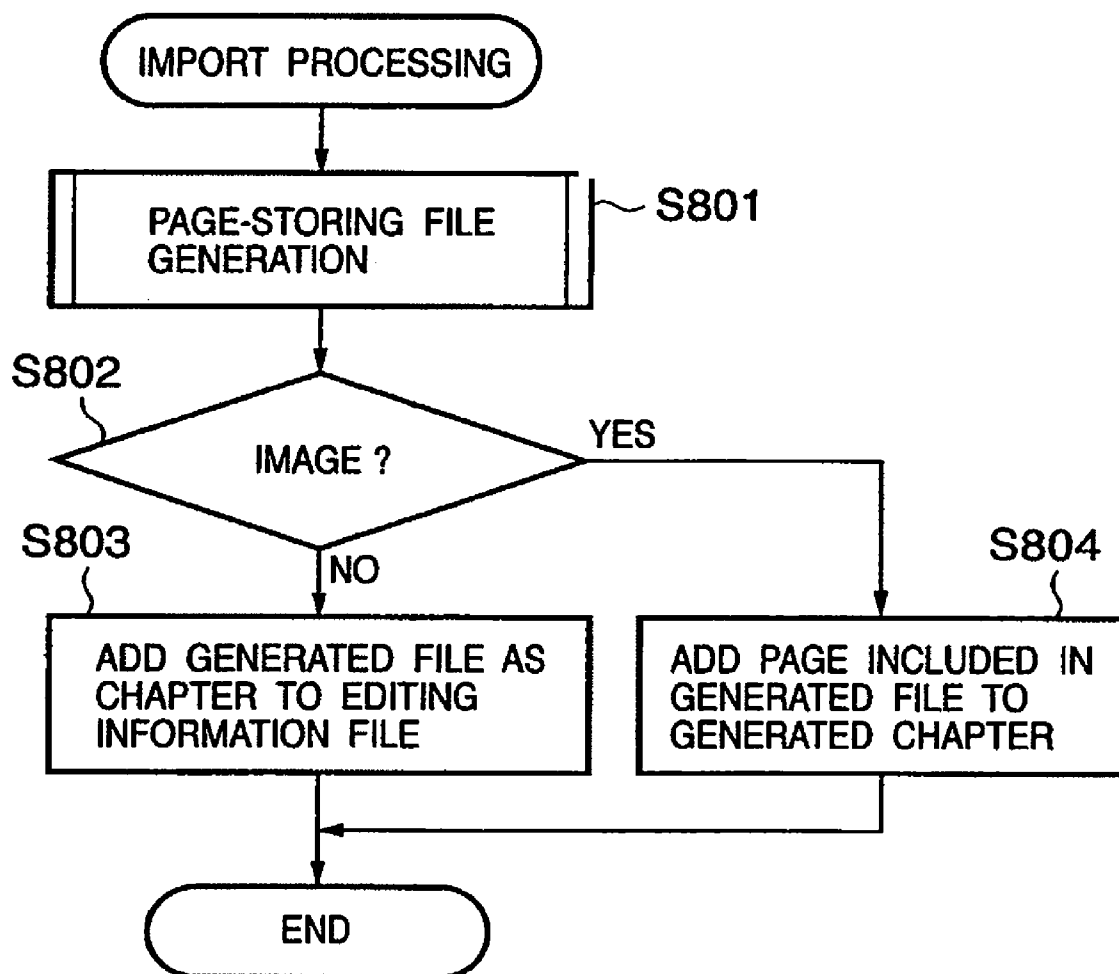 IMPORT PROCESSING
PAGE-STORING FILE
GENERATION
S801
S802
IMAGE ?
YES
NO
S803
ADD GENERATED FILE AS
CHAPTER TO EDITING
INFORMATION FILE
S804
ADD PAGE INCLUDED IN
GENERATED FILE TO
GENERATED CHAPTER
END